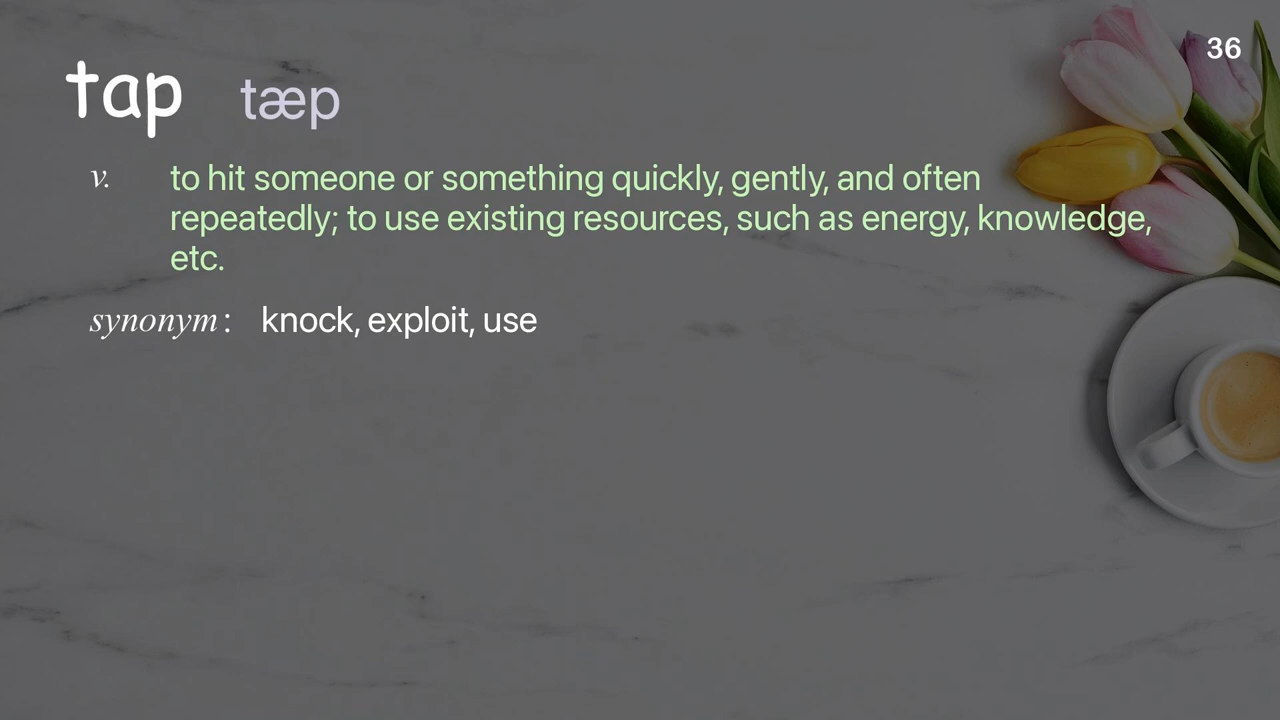 36
tap tæp
v. to hit someone or something quickly, gently, and often
repeatedly; to use existing resources, such as energy, knowledge,
etc.
synonym : knock, exploit, use